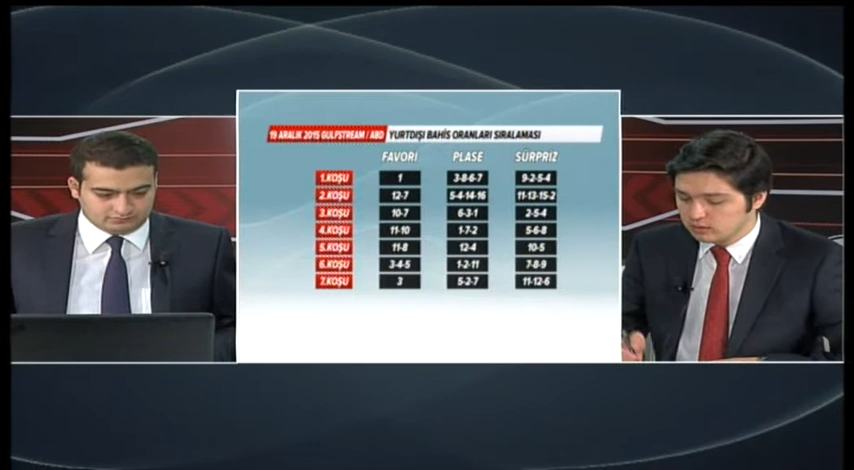 19 ARALIK 2015 GULFSTREAM / ABD YURTDIŞI BAHİS ORANLARI SIRALAMASI
FAVORİ PLASE SÜRPRİZ
1.KOŞU 1 3-8-6-7 9-2-5-4
2.KOŞU 12-7 5-4-14-16 11-13-15-2
3.KOŞU 10-7 6-3-1 2-5-4
4.KOŞU 11-10 1-7-2 5-6-8
5.KOŞU 11-8 12-4 10-5
6.KOŞU 3-4-5 1-2-11 7-8-9
7.KOŞU 3 5-2-7 11-12-6